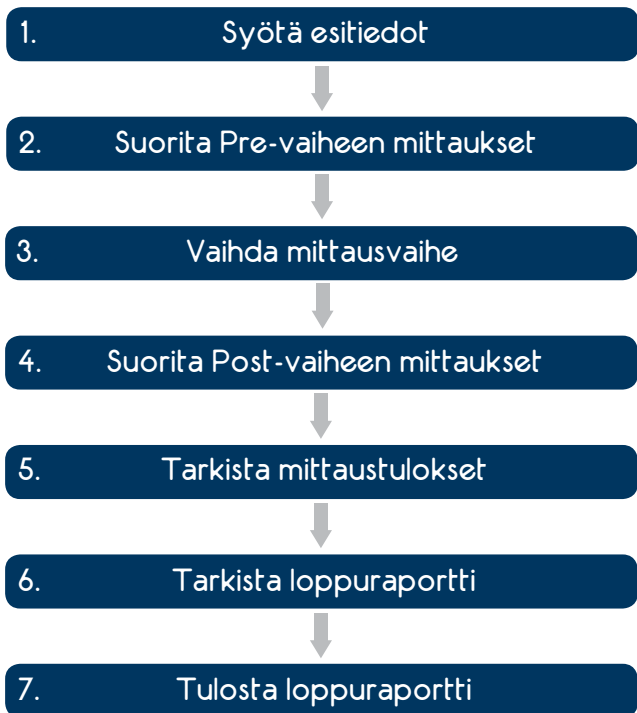 1. Syötä esitiedot
2. Suorita Pre-vaiheen mittaukset
3. Vaihda mittausvaihe
4. Suorita Post-vaiheen mittaukset
5. Tarkista mittaustulokset
6. Tarkista loppuraportti
7. Tulosta loppuraportti